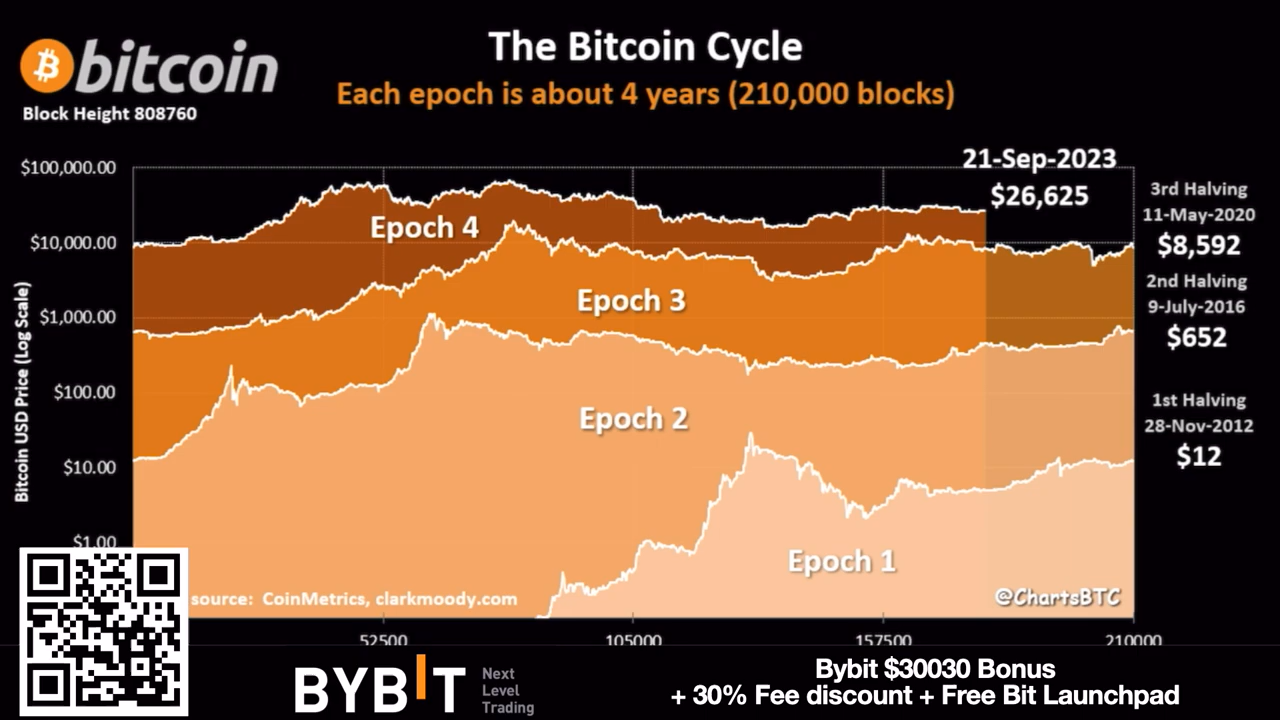 bitcoin
Block Height 808760
The Bitcoin Cycle
Each epoch is about 4 years (210,000 blocks)
Bitcoin USD Price (Log Scale)
$100,000.00
$10,000.00
$1,000.00
$100.00
$10.00
$1.00
21-Sep-2023
$26,625
Epoch 4
Epoch 3
Epoch 2
Epoch 1
3rd Halving
11-May-2020
$8,592
2nd Halving
9-July-2016
$652
1st Halving
28-Nov-2012
$12
source: CoinMetrics, clarkmoody.com
@ChartsBTC
52500
105000
157500
210000
BYBIT
Next
Level
Trading
Bybit $30030 Bonus
+ 30% Fee discount + Free Bit Launchpad